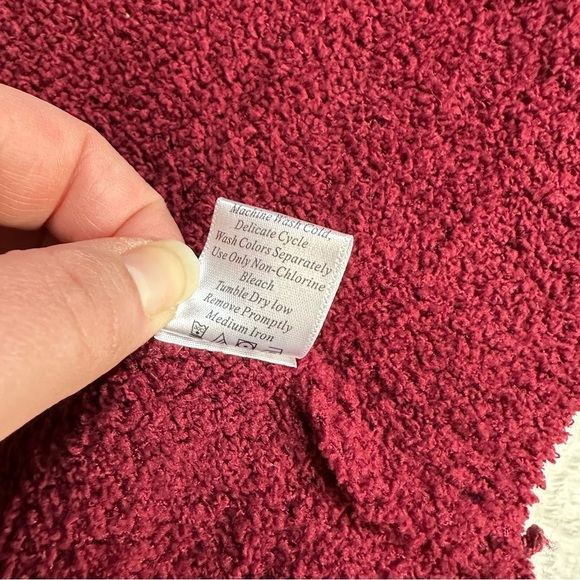 Machine Wash Cold,
Delicate Cycle
Wash Colors Separately
Use Only Non-Chlorine
Bleach
Tumble Dry low
Remove Promptly
Medium Iron